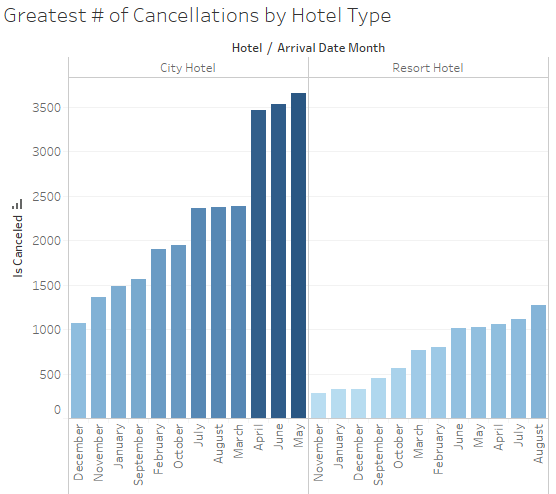 Greatest # of Cancellations by Hotel Type
Hotel / Arrival Date Month
City Hotel
Resort Hotel
Is Canceled
3500
3000
2500
2000
1500
1000
500
0
December
November
January
September
February
October
July
August
March
April
June
May
November
January
December
September
October
March
February
June
May
April
July
August